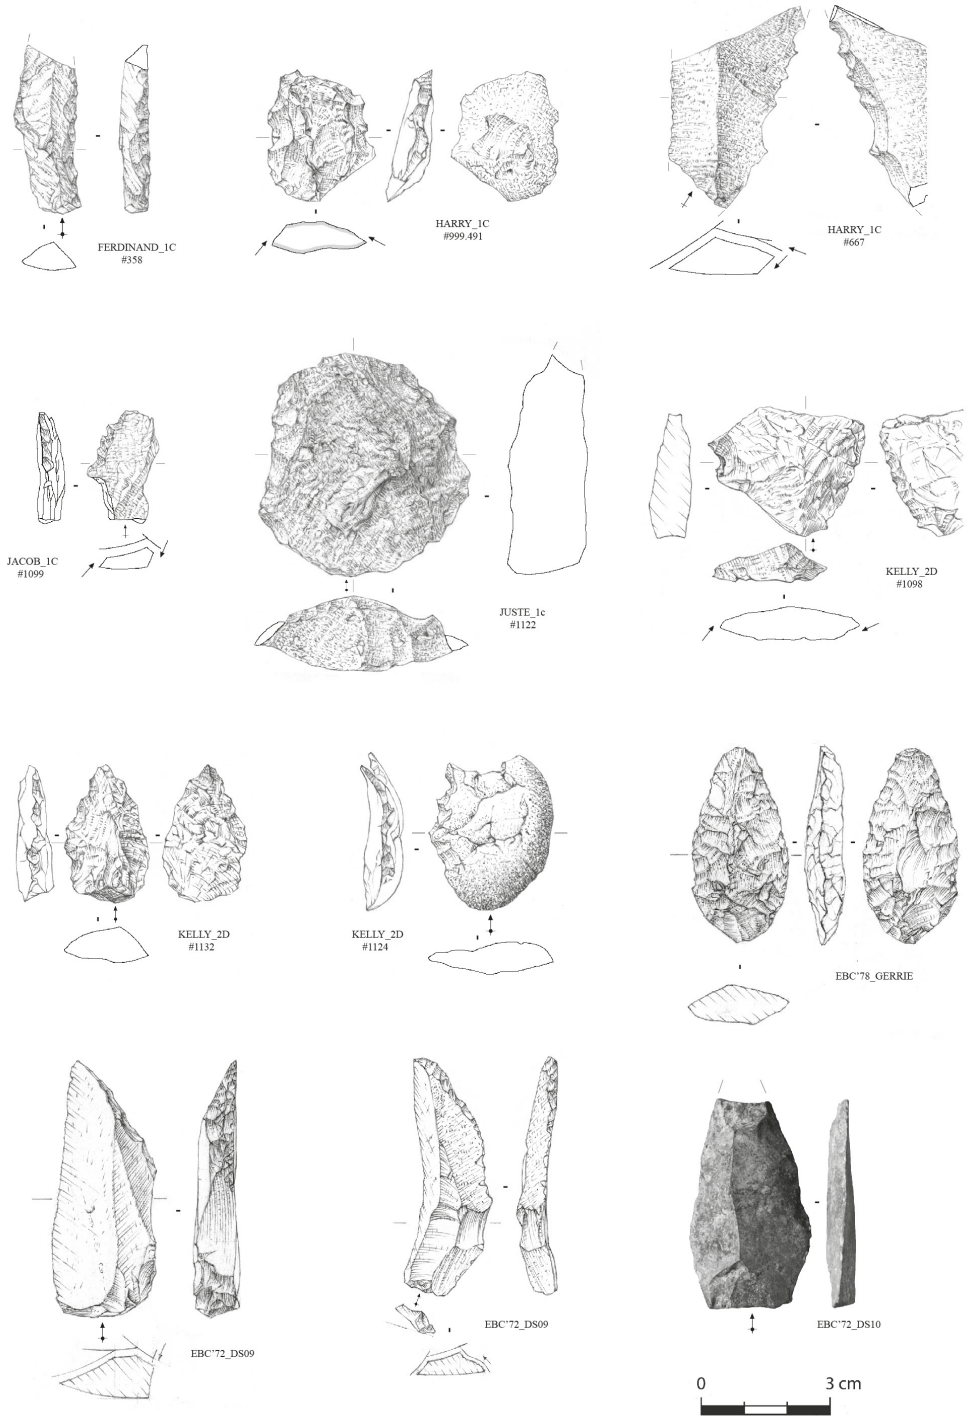 FERDINAND_1C
#358
HARRY_1C
#999.491
HARRY_1C
#667
JACOB_1C
#1099
JUSTE_1c
#1122
KELLY_2D
#1098
KELLY_2D
#1132
KELLY_2D
#1124
EBC'78_GERRIE
EBC'72_DS09
EBC'72_DS09
EBC'72_DS10
0 3 cm